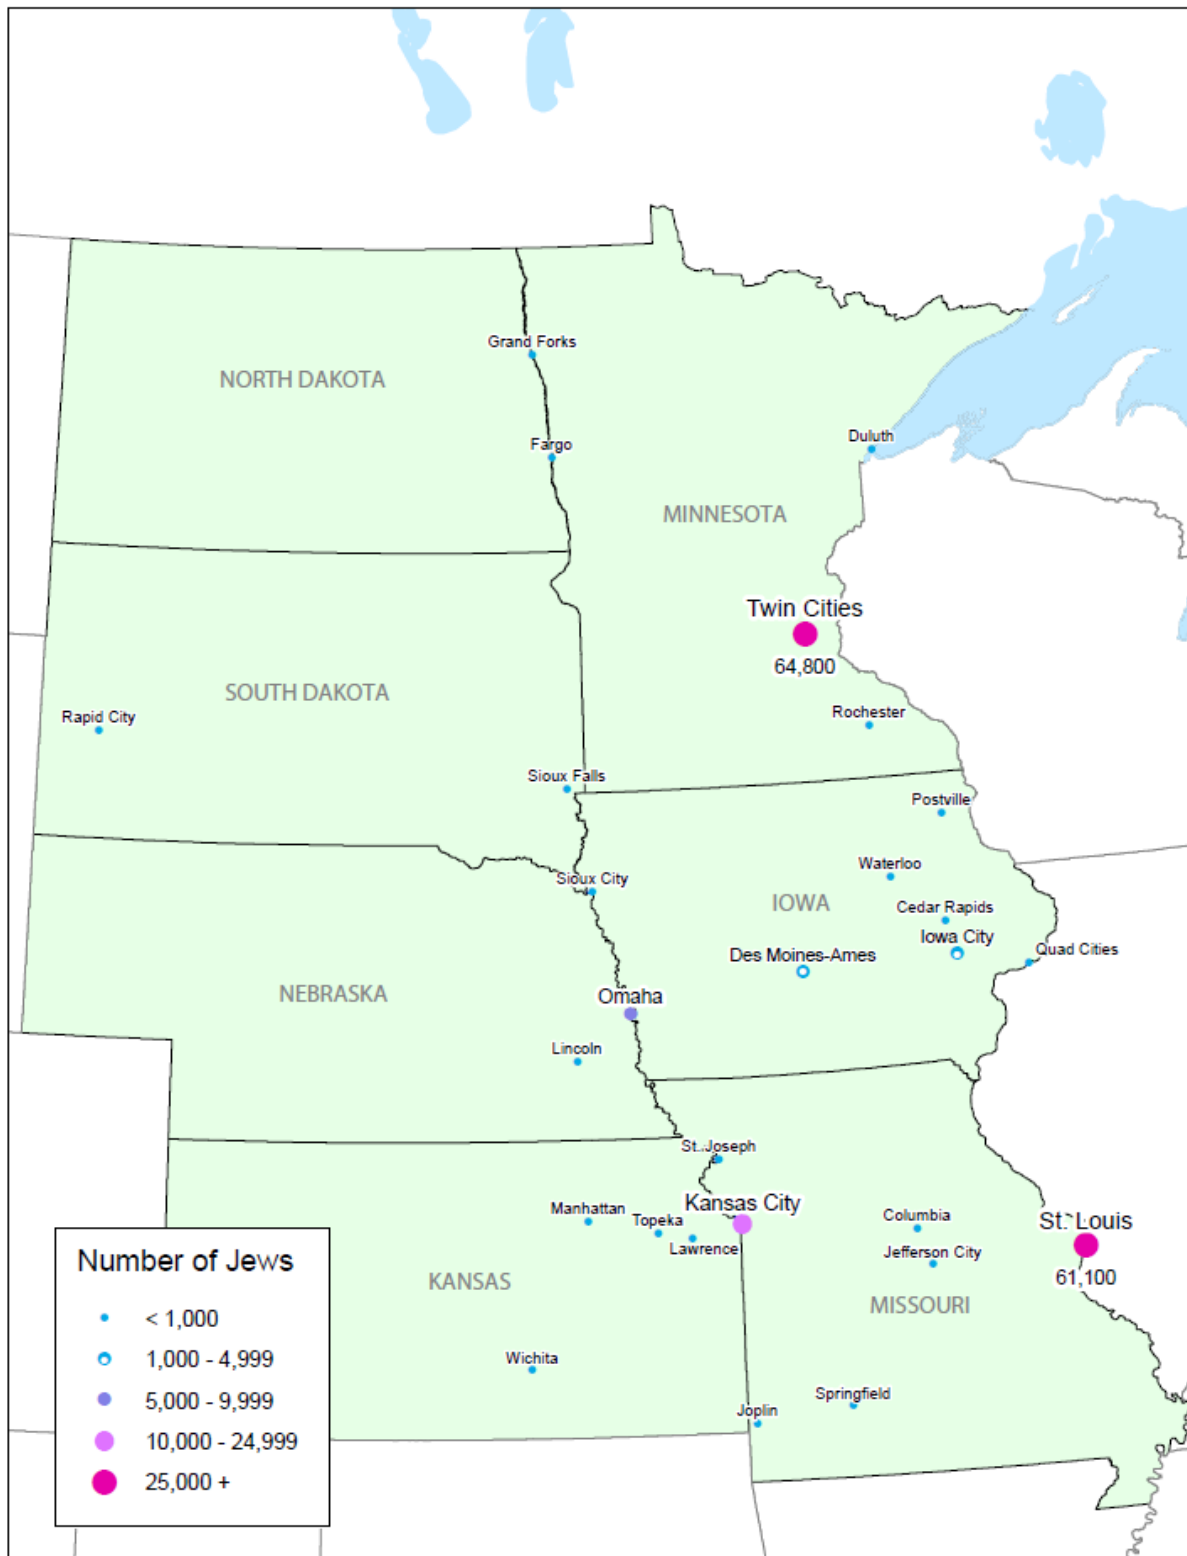 Grand Forks
NORTH DAKOTA
Fargo
Duluth
MINNESOTA
Twin Cities
64,800
SOUTH DAKOTA
Rapid City
Rochester
Sioux Falls
Postville
Waterloo
Sioux City
IOWA
Cedar Rapids
Iowa City
Des Moines-Ames
Quad Cities
NEBRASKA
Omaha
Lincoln
St. Joseph
Kansas City
Manhattan
Topeka
Lawrence
Columbia
St. Louis
Jefferson City
61,100
KANSAS
MISSOURI
Wichita
Springfield
Joplin
Number of Jews
< 1,000
1,000 - 4,999
5,000 - 9,999
10,000 - 24,999
25,000 +